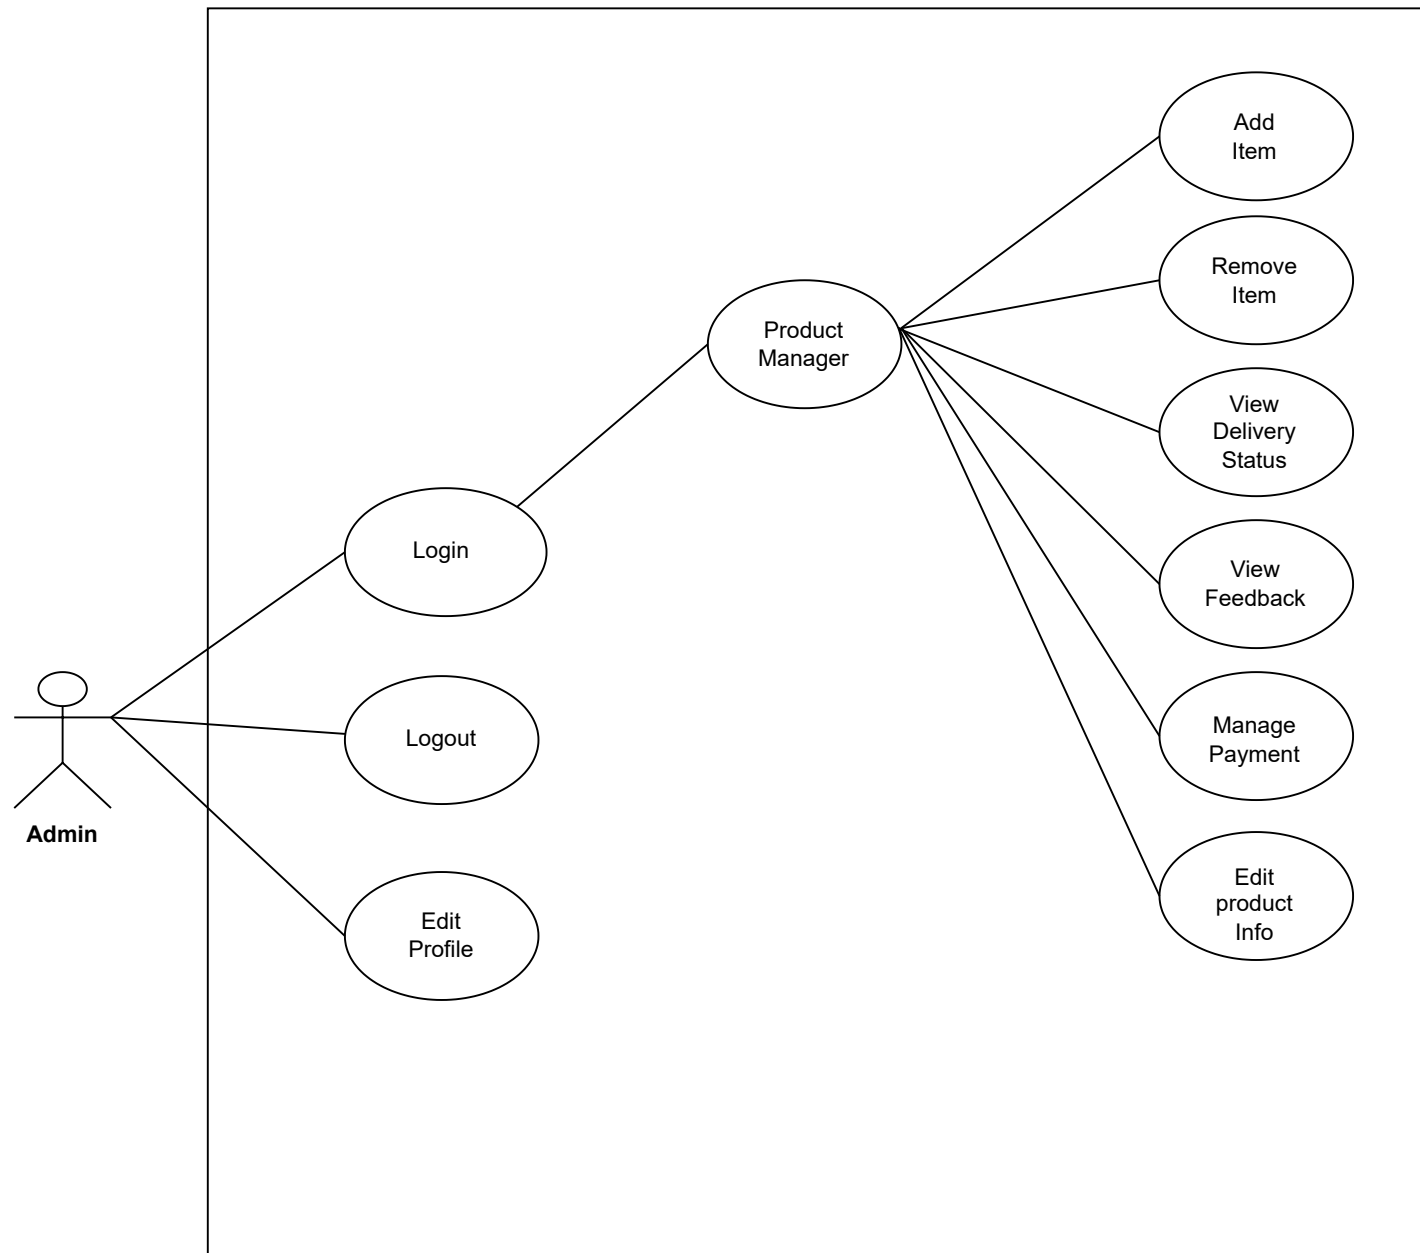 Add
Item
Remove
Item
Product
Manager
View
Delivery
Status
Login
View
Feedback
Logout
Manage
Payment
Admin
Edit
Profile
Edit
product
Info